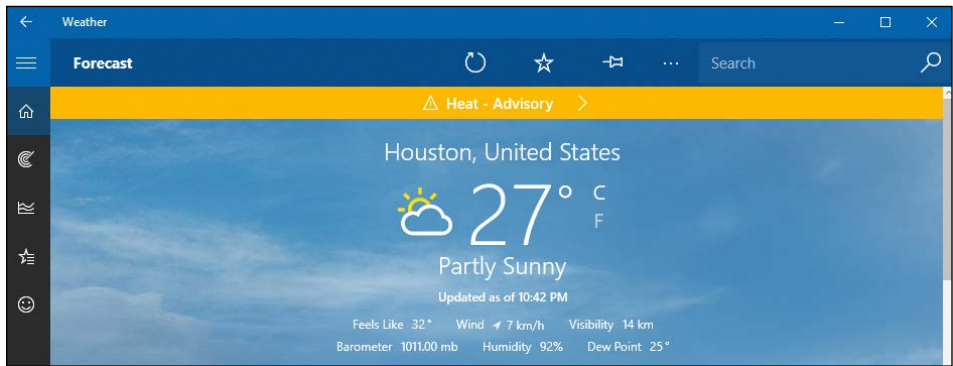 Weather
Forecast
Search
Heat - Advisory
Houston, United States
27° C
F
Partly Sunny
Updated as of 10:42 PM
Feels Like 32° Wind 7 km/h Visibility 14 km
Barometer 1011.00 mb Humidity 92% Dew Point 25°